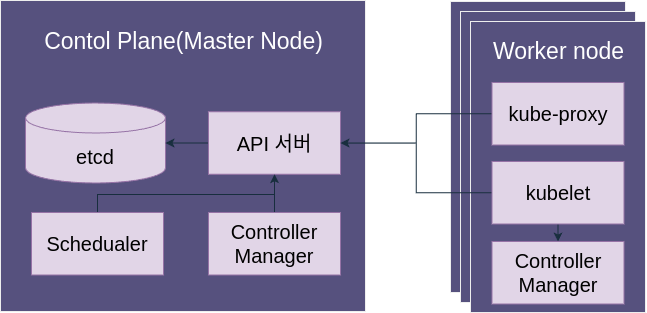 Contol Plane(Master Node)
etcd
API 서버
Schedualer
Controller
Manager
Worker node
kube-proxy
kubelet
Controller
Manager